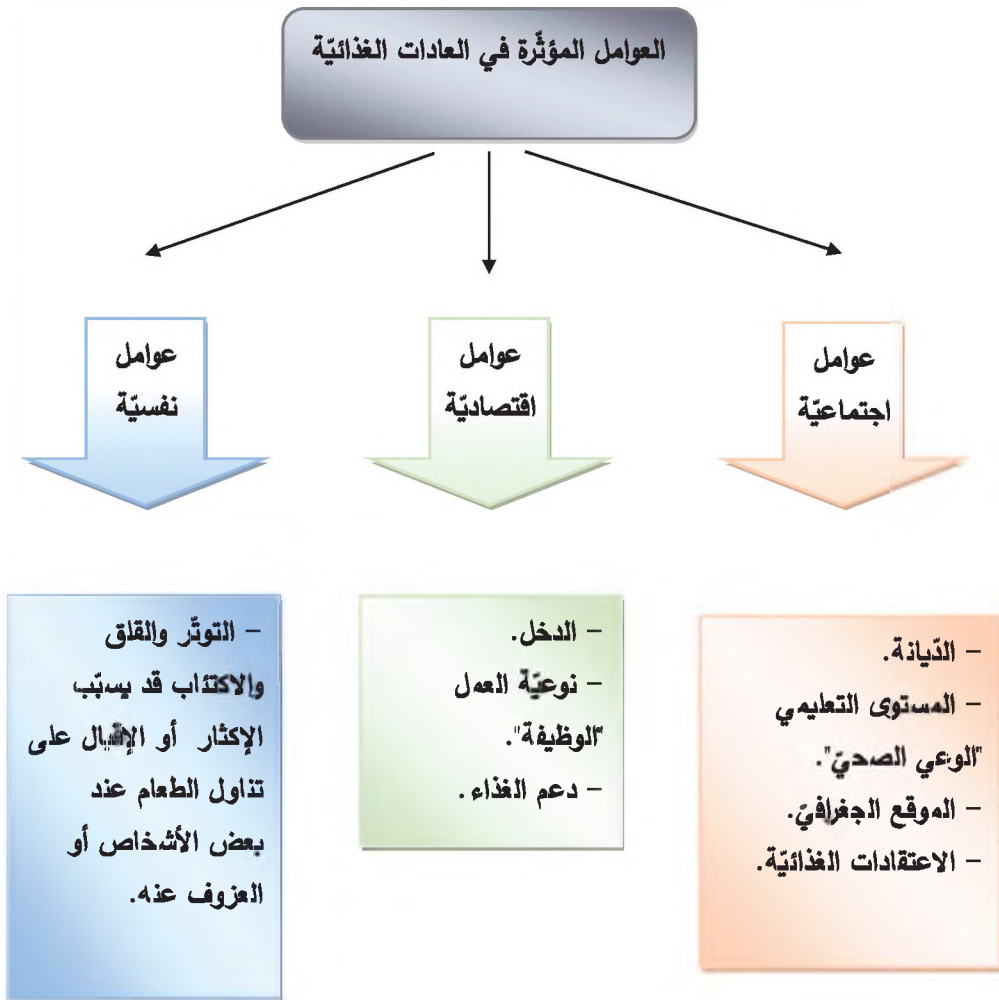 العوامل المؤثّرة في العادات الغذائيّة
عوامل
اجتماعيّة
عوامل
اقتصاديّة
عوامل
نفسيّة
– الدّيانة.
– المستوى التعليمي
"الوعي الصحيّ".
– الموقع الجغرافيّ.
– الاعتقادات الغذائيّة.
– الدخل.
– نوعيّة العمل
"الوظيفة".
– دعم الغذاء.
– التوتّر والقلق
والاكتئاب قد يسبّب
الإكثار أو الإقبال على
تناول الطعام عند
بعض الأشخاص أو
العزوف عنه.